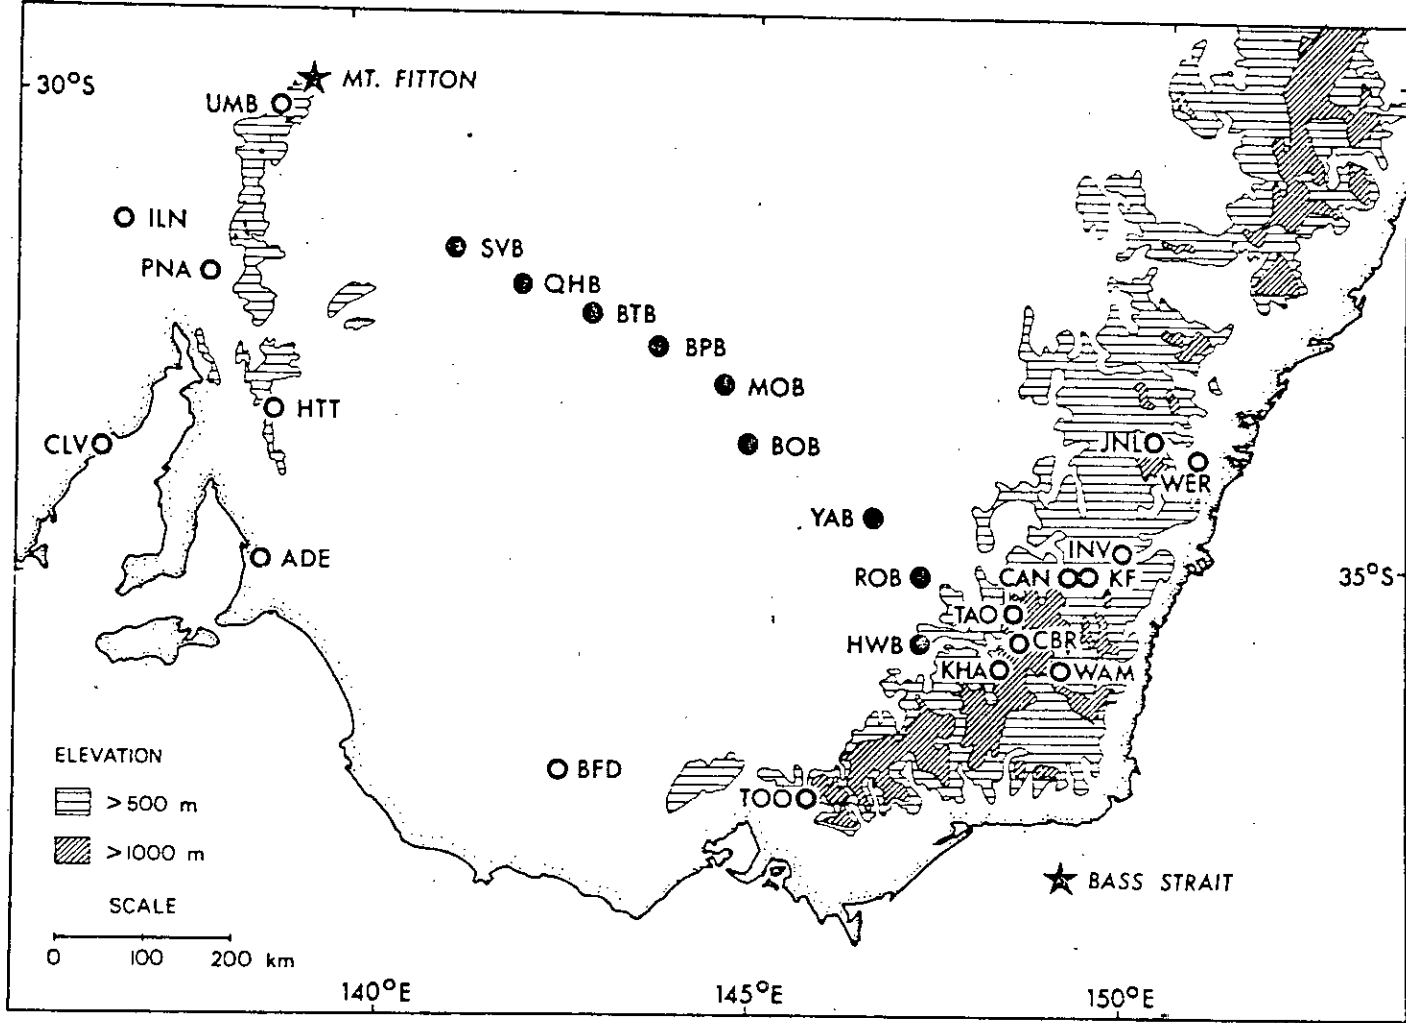 30°S
MT. FITTON
UMB
ILN
PNA
SVB
QHB
BTB
BPB
MOB
HTT
CLV
BOB
JNL
WER
YAB
ADE
INV
ROB
CAN
KF
35°S
TAO
HWB
CBR
KHA
WAM
ELEVATION
BFD
>500 m
TOO
>1000 m
BASS STRAIT
SCALE
0 100 200 km
140°E 145°E 150°E